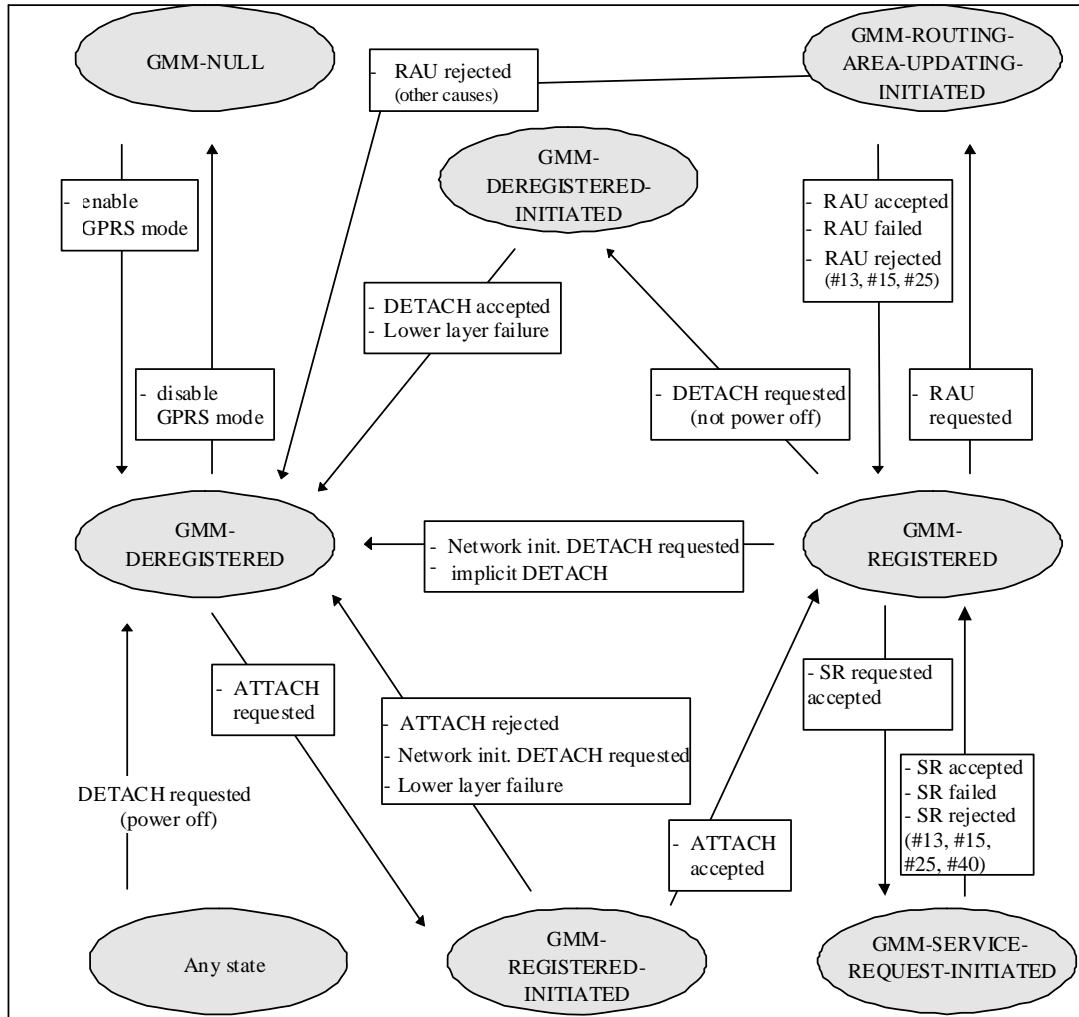 GMM-NULL
- RAU rejected
(other causes)
GMM-ROUTING-
AREA-UPDATING-
INITIATED
GMM-
DEREGISTERED-
INITIATED
- enable
GPRS mode
- RAU accepted
- RAU failed
- RAU rejected
(#13, #15, #25)
- DETACH accepted
- Lower layer failure
- disable
GPRS mode
- DETACH requested
(not power off)
- RAU
requested
GMM-
DEREGISTERED
- Network init. DETACH requested
- implicit DETACH
GMM-
REGISTERED
- ATTACH
requested
- ATTACH rejected
- Network init. DETACH requested
- Lower layer failure
- SR requested
accepted
DETACH requested
(power off)
- ATTACH
accepted
- SR accepted
- SR failed
- SR rejected
(#13, #15,
#25, #40)
Any state
GMM-
REGISTERED-
INITIATED
GMM-SERVICE-
REQUEST-INITIATED